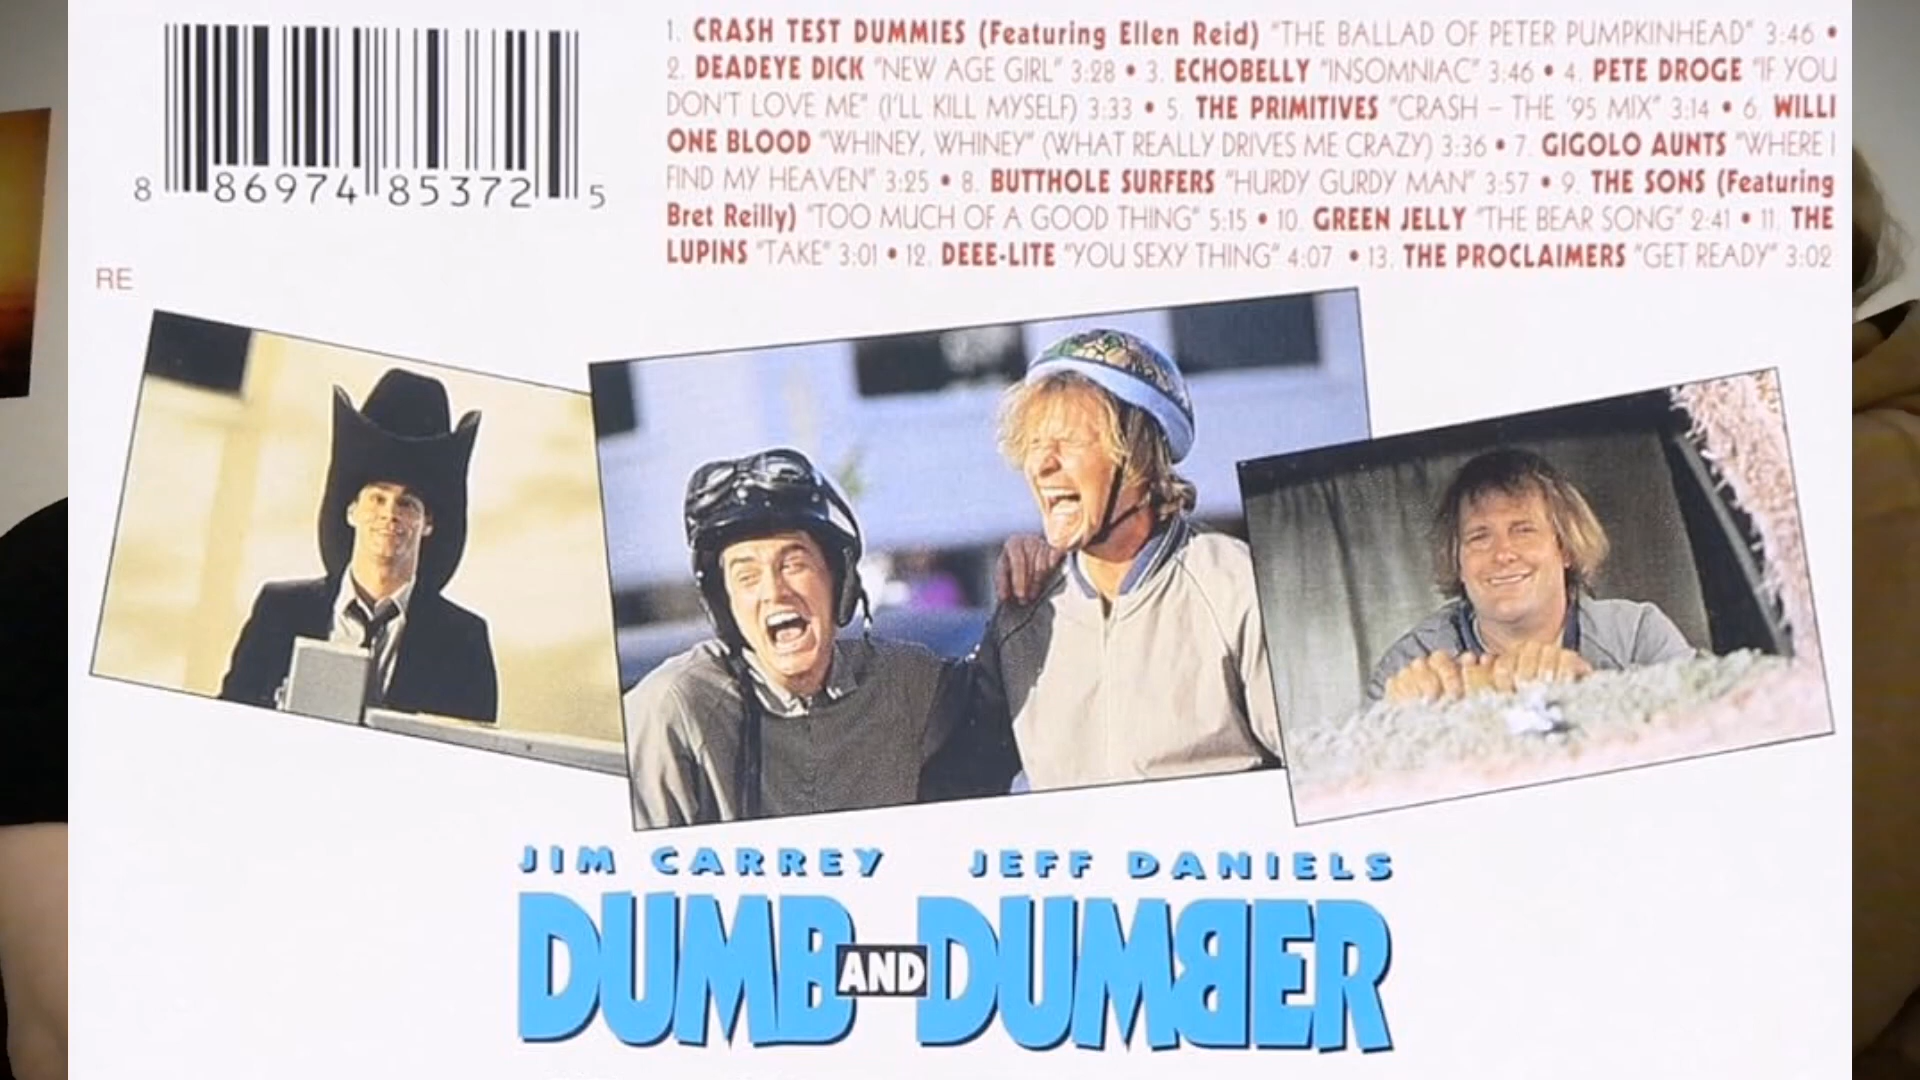 1. CRASH TEST DUMMIES (Featuring Ellen Reid) "THE BALLAD OF PETER PUMPKINHEAD" 3:46 •
2. DEADEYE DICK "NEW AGE GIRL" 3:28 • 3. ECHOBELLY "INSOMNIAC" 3:46 • 4. PETE DROGE "IF YOU
DON'T LOVE ME" (I'LL KILL MYSELF) 3:33 • 5. THE PRIMITIVES "CRASH – THE '95 MIX" 3:14 • 6. WILLI
ONE BLOOD "WHINEY, WHINEY" (WHAT REALLY DRIVES ME CRAZY) 3:36 • 7. GIGOLO AUNTS "WHERE I
FIND MY HEAVEN" 3:25 • 8. BUTTHOLE SURFERS "HURDY GURDY MAN" 3:57 • 9. THE SONS (Featuring
Bret Reilly) "TOO MUCH OF A GOOD THING" 5:15 • 10. GREEN JELLY "THE BEAR SONG" 2:41 • 11. THE
LUPINS "TAKE" 3:01 • 12. DEEE-LITE "YOU SEXY THING" 4:07 • 13. THE PROCLAIMERS "GET READY" 3:02
8 86974 85372 5
RE
JIM CARREY JEFF DANIELS
DUMB AND DUMBER